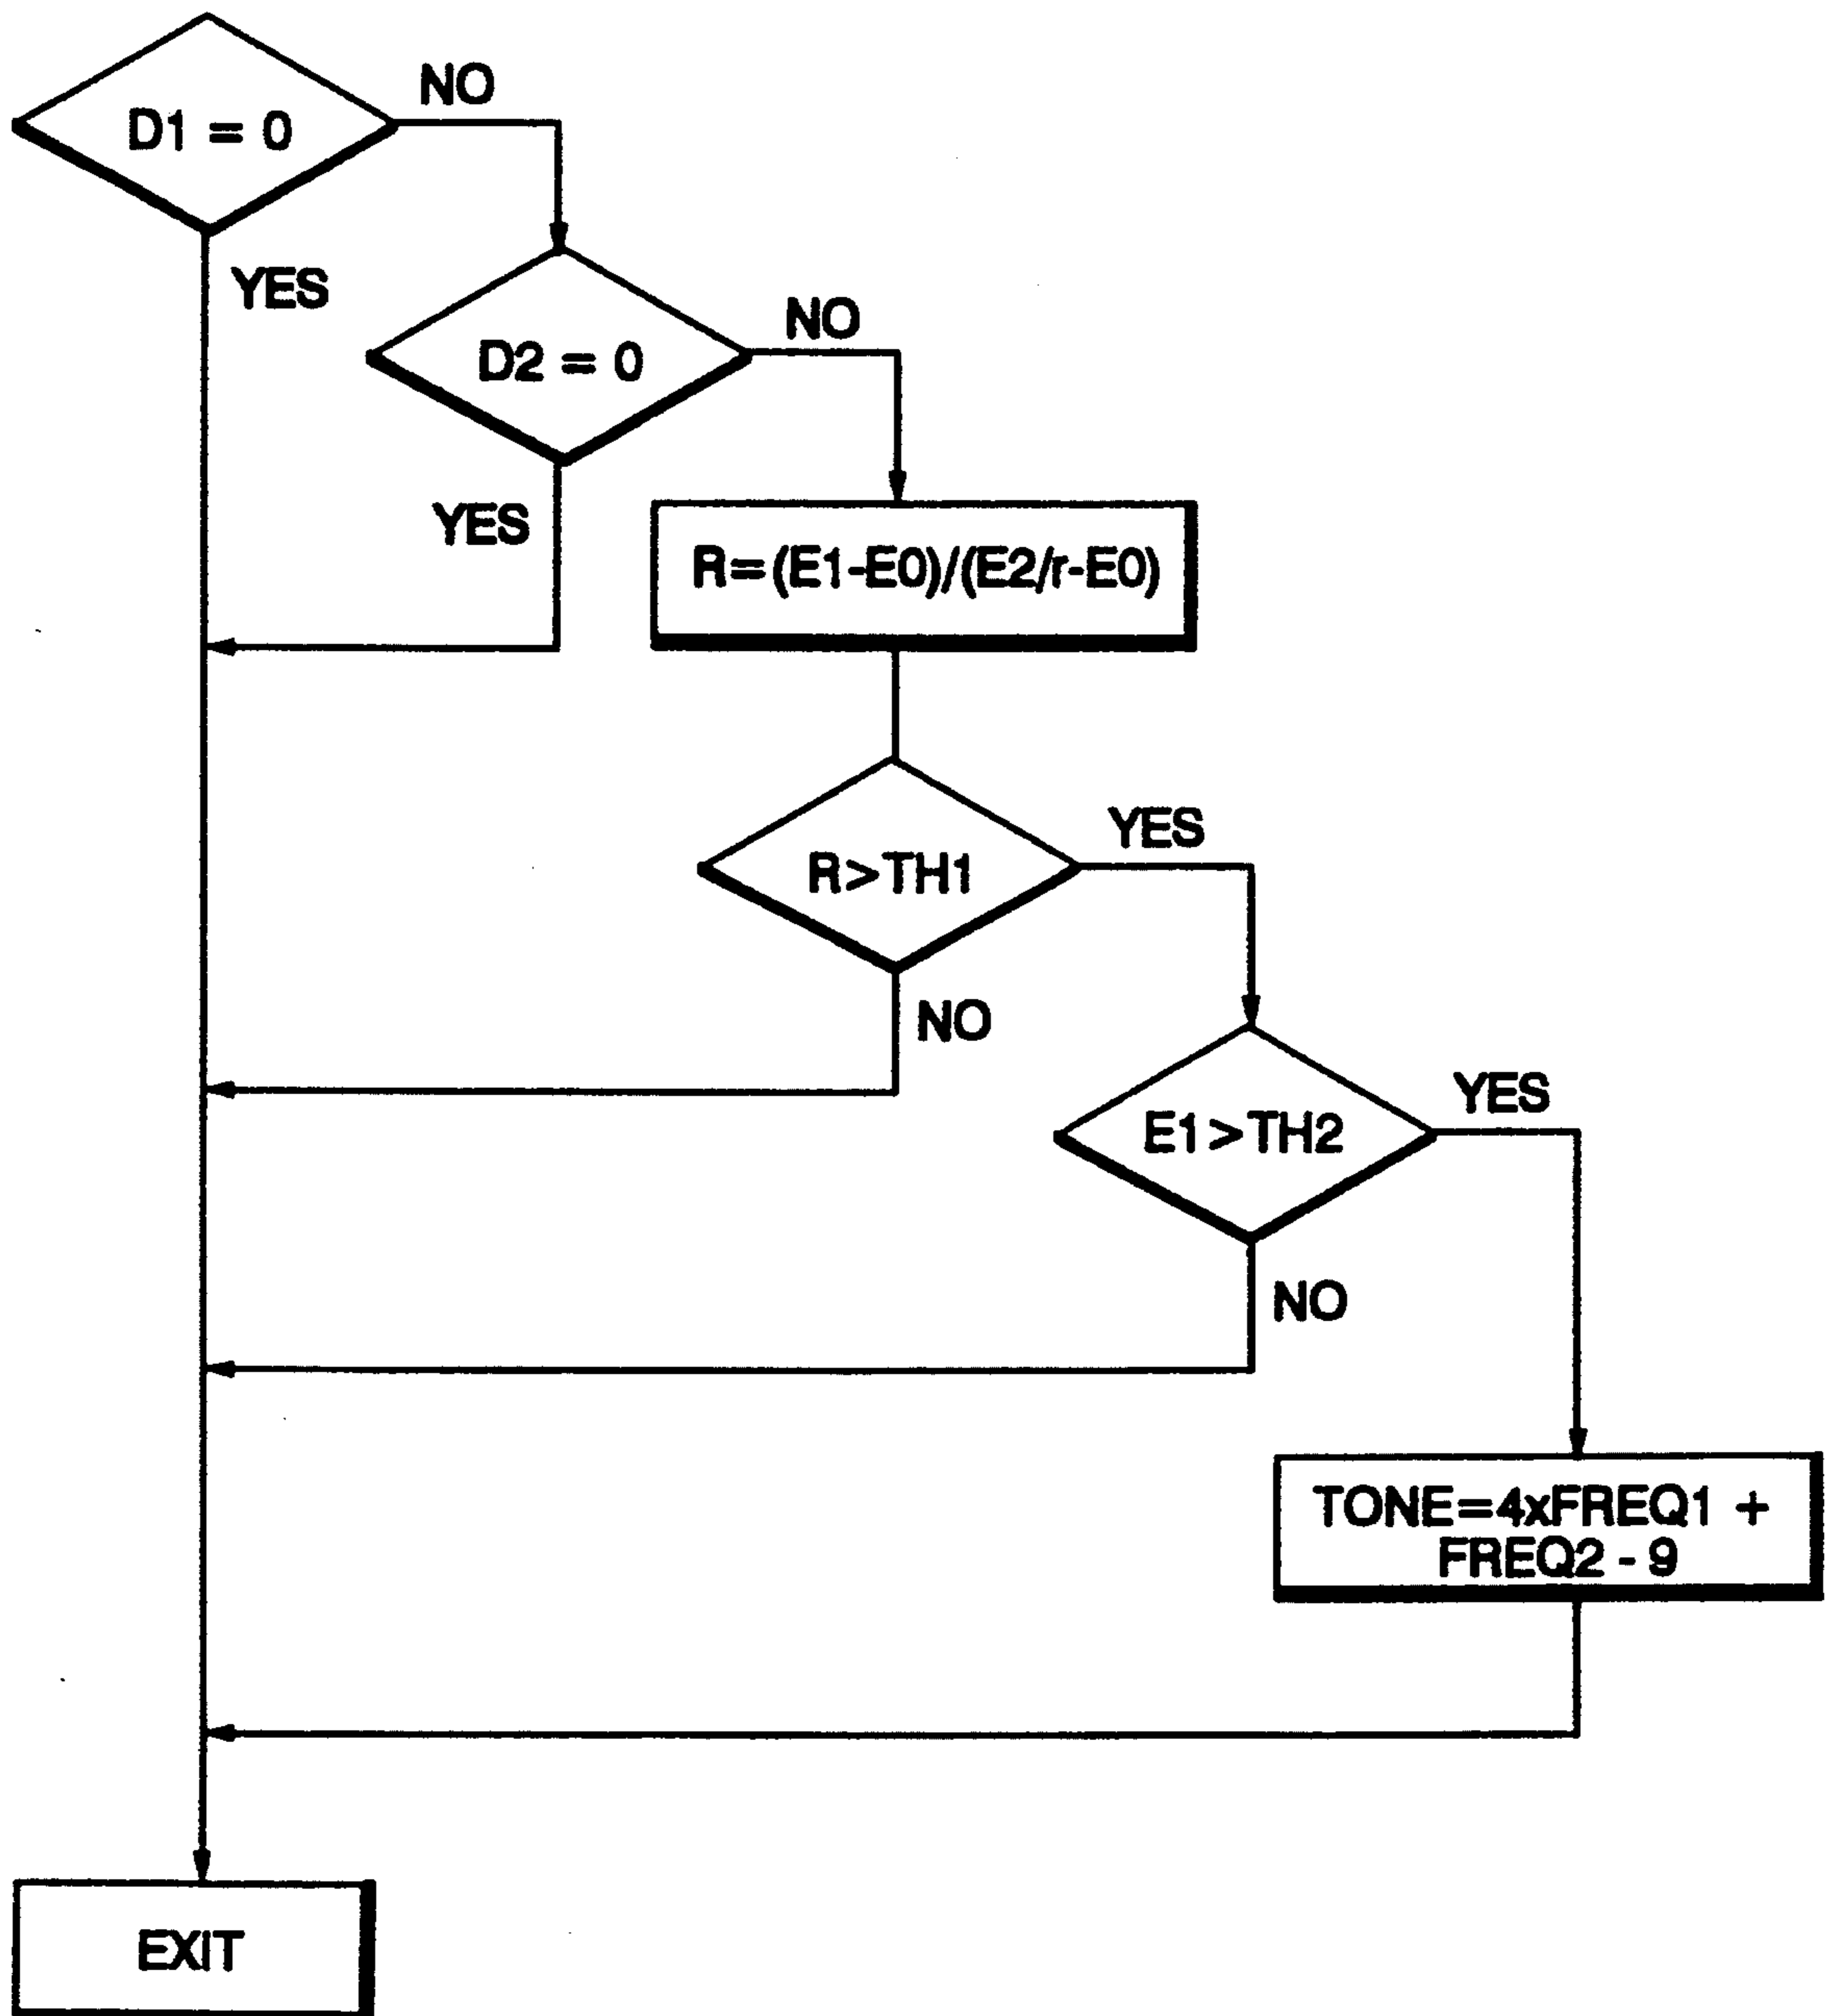 D1 = 0
NO
YES
D2 = 0
NO
YES
R=(E1-E0)/(E2/r-E0)
R>TH1
YES
NO
E1>TH2
YES
NO
TONE=4xFREQ1 +
FREQ2 - 9
EXIT